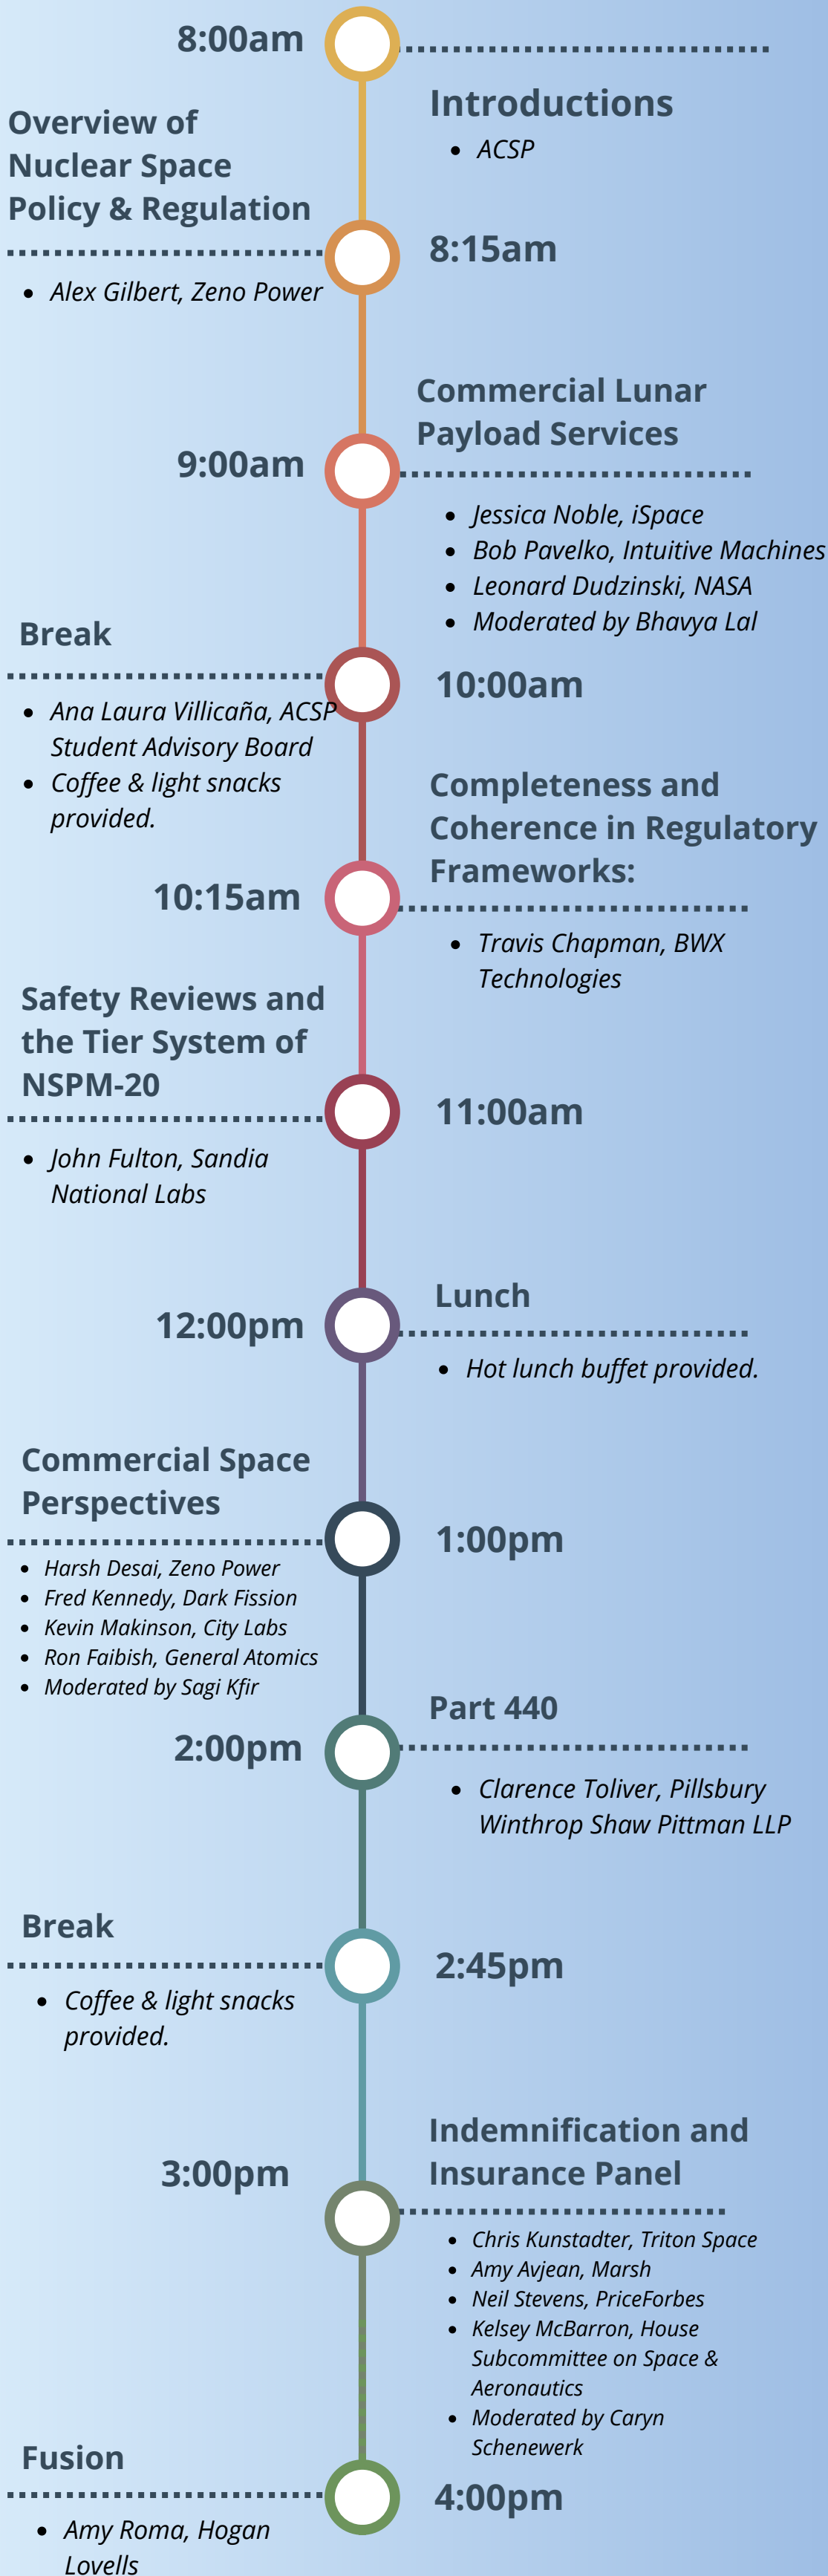 8:00am
Introductions
• ACSP
Overview of
Nuclear Space
Policy & Regulation
8:15am
• Alex Gilbert, Zeno Power
Commercial Lunar
Payload Services
9:00am
• Jessica Noble, iSpace
• Bob Pavelko, Intuitive Machines
• Leonard Dudzinski, NASA
• Moderated by Bhavya Lal
Break
10:00am
• Ana Laura Villicaña, ACSP
Student Advisory Board
• Coffee & light snacks
provided.
Completeness and
Coherence in Regulatory
Frameworks:
10:15am
• Travis Chapman, BWX
Technologies
Safety Reviews and
the Tier System of
NSPM-20
11:00am
• John Fulton, Sandia
National Labs
Lunch
12:00pm
• Hot lunch buffet provided.
Commercial Space
Perspectives
1:00pm
• Harsh Desai, Zeno Power
• Fred Kennedy, Dark Fission
• Kevin Makinson, City Labs
• Ron Faibish, General Atomics
• Moderated by Sagi Kfir
Part 440
2:00pm
• Clarence Toliver, Pillsbury
Winthrop Shaw Pittman LLP
Break
2:45pm
• Coffee & light snacks
provided.
Indemnification and
Insurance Panel
3:00pm
• Chris Kunstadter, Triton Space
• Amy Avjean, Marsh
• Neil Stevens, PriceForbes
• Kelsey McBarron, House
Subcommittee on Space &
Aeronautics
• Moderated by Caryn
Schenewerk
Fusion
4:00pm
• Amy Roma, Hogan
Lovells